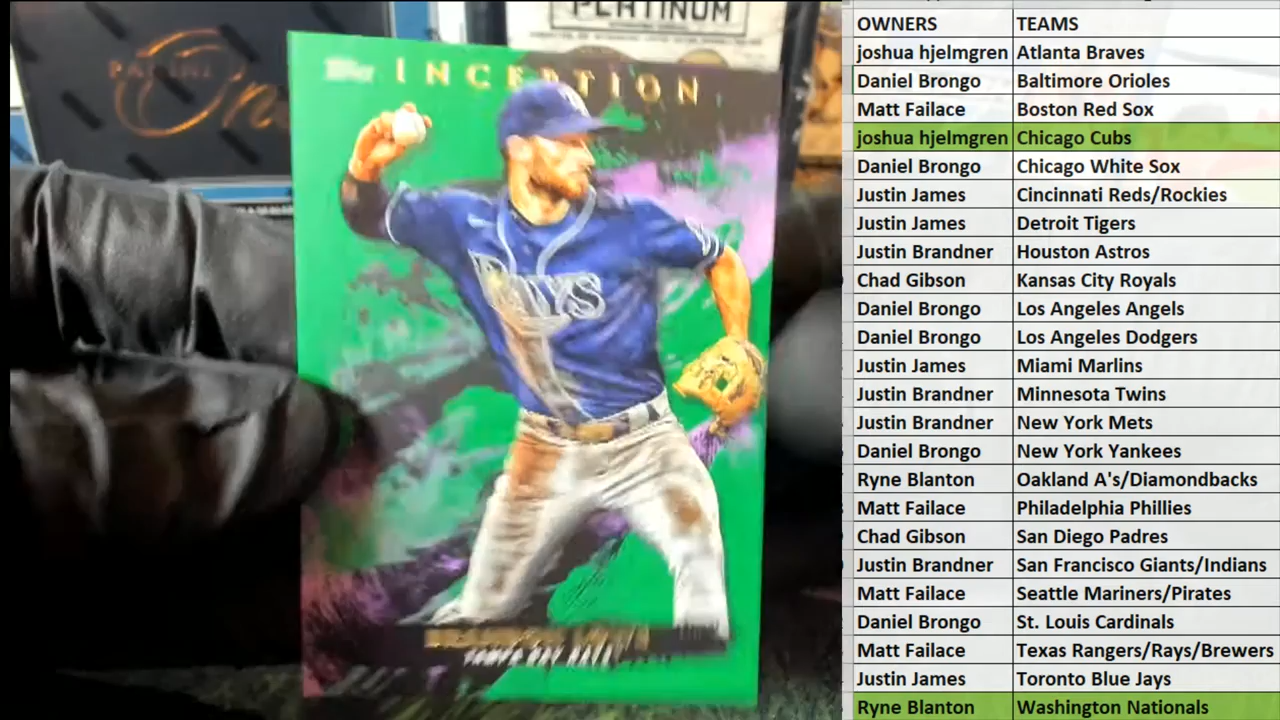 PANINI One
PLATINUM
Topps INCEPTION
RAYS
TAMPA BAY RAYS
OWNERS TEAMS
joshua hjelmgren Atlanta Braves
Daniel Brongo Baltimore Orioles
Matt Failace Boston Red Sox
joshua hjelmgren Chicago Cubs
Daniel Brongo Chicago White Sox
Justin James Cincinnati Reds/Rockies
Justin James Detroit Tigers
Justin Brandner Houston Astros
Chad Gibson Kansas City Royals
Daniel Brongo Los Angeles Angels
Daniel Brongo Los Angeles Dodgers
Justin James Miami Marlins
Justin Brandner Minnesota Twins
Justin Brandner New York Mets
Daniel Brongo New York Yankees
Ryne Blanton Oakland A's/Diamondbacks
Matt Failace Philadelphia Phillies
Chad Gibson San Diego Padres
Justin Brandner San Francisco Giants/Indians
Matt Failace Seattle Mariners/Pirates
Daniel Brongo St. Louis Cardinals
Matt Failace Texas Rangers/Rays/Brewers
Justin James Toronto Blue Jays
Ryne Blanton Washington Nationals